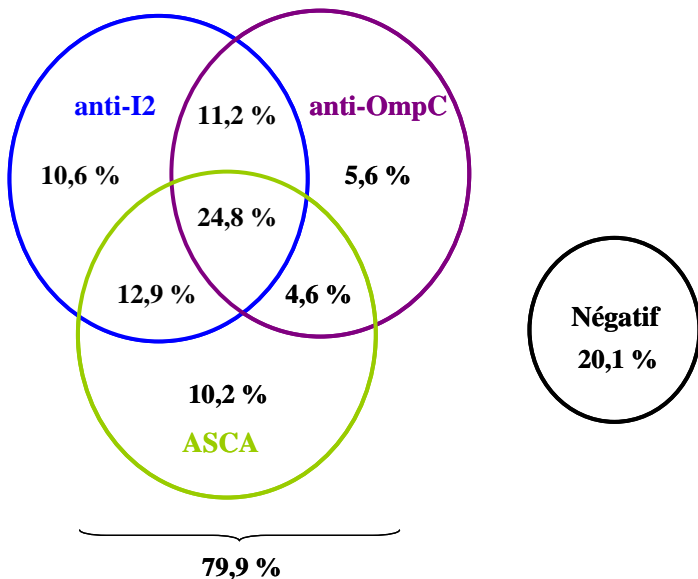 anti-I2
11,2 %
anti-OmpC
10,6 %
5,6 %
24,8 %
12,9 %
4,6 %
Négatif
20,1 %
10,2 %
ASCA
79,9 %